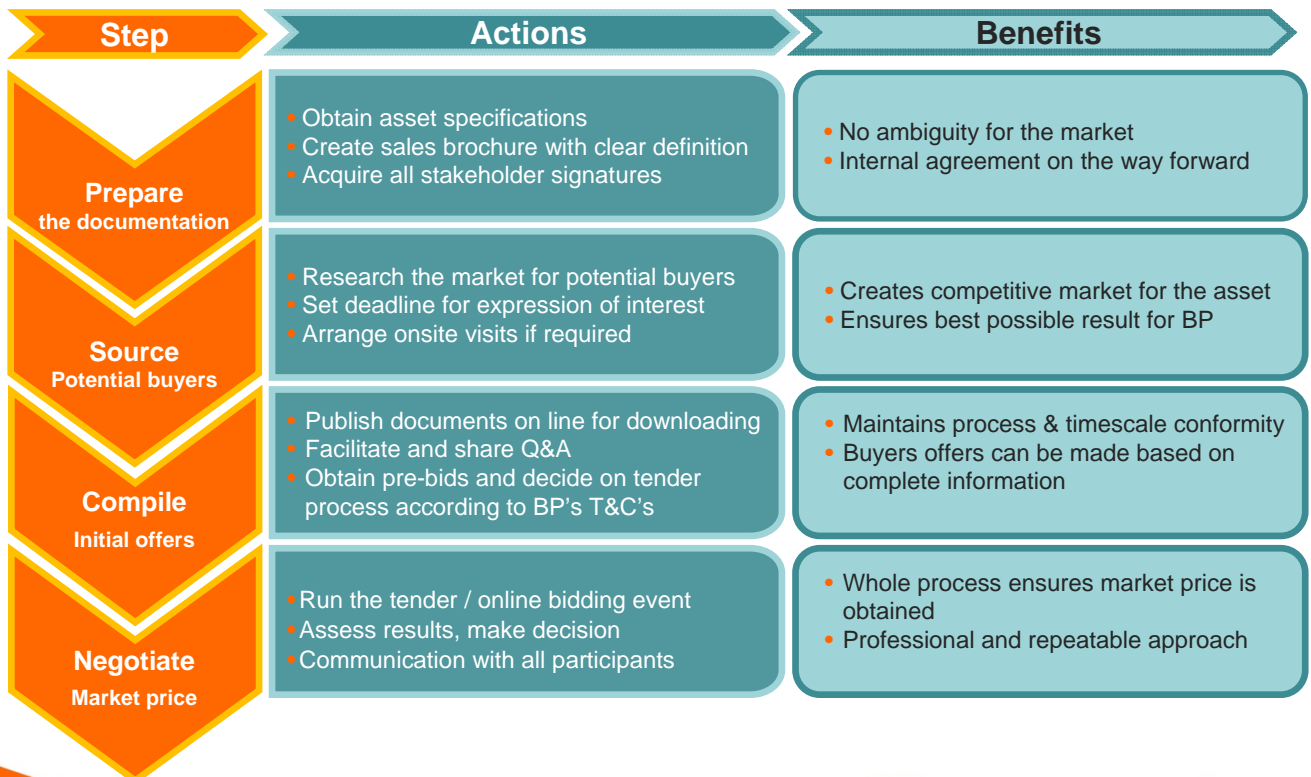 Step
Actions
Benefits
Prepare
the documentation
• Obtain asset specifications
• Create sales brochure with clear definition
• Acquire all stakeholder signatures
• No ambiguity for the market
• Internal agreement on the way forward
Source
Potential buyers
• Research the market for potential buyers
• Set deadline for expression of interest
• Arrange onsite visits if required
• Creates competitive market for the asset
• Ensures best possible result for BP
Compile
Initial offers
• Publish documents on line for downloading
• Facilitate and share Q&A
• Obtain pre-bids and decide on tender
process according to BP's T&C's
• Maintains process & timescale conformity
• Buyers offers can be made based on
complete information
Negotiate
Market price
• Run the tender / online bidding event
• Assess results, make decision
• Communication with all participants
• Whole process ensures market price is
obtained
• Professional and repeatable approach